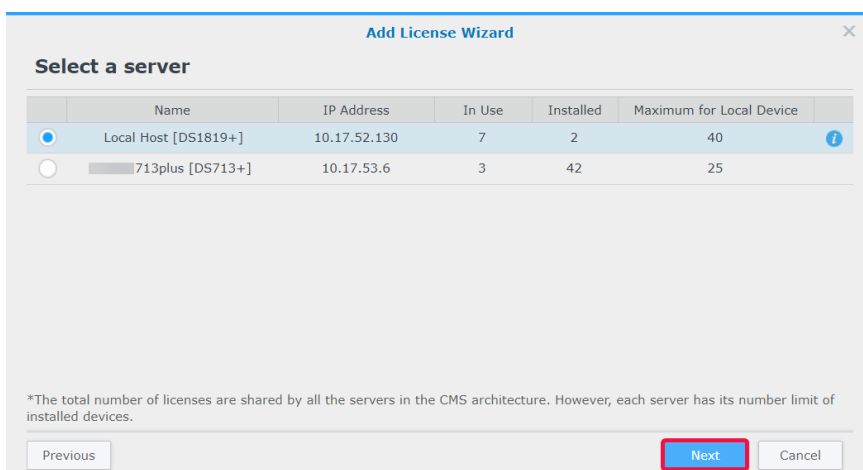 Add License Wizard
Select a server
Name IP Address In Use Installed Maximum for Local Device
Local Host [DS1819+] 10.17.52.130 7 2 40
713plus [DS713+] 10.17.53.6 3 42 25
*The total number of licenses are shared by all the servers in the CMS architecture. However, each server has its number limit of
installed devices.
Previous Next Cancel